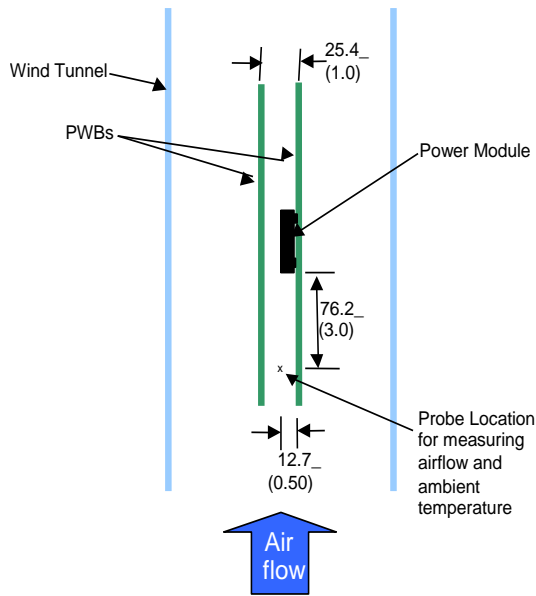 25.4_
(1.0)
Wind Tunnel
PWBs
Power Module
76.2_
(3.0)
x
Probe Location
for measuring
airflow and
ambient
temperature
12.7_
(0.50)
Air
flow